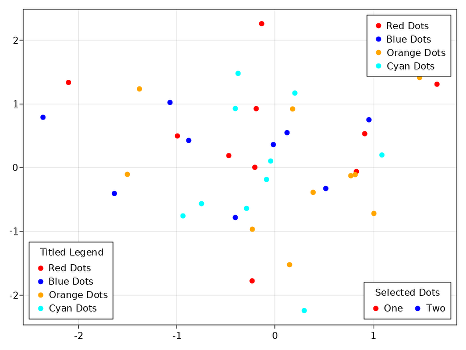 2
1
0
-1
-2
-2
-1
0
1
Red Dots
Blue Dots
Orange Dots
Cyan Dots
Titled Legend
Red Dots
Blue Dots
Orange Dots
Cyan Dots
Selected Dots
One Two